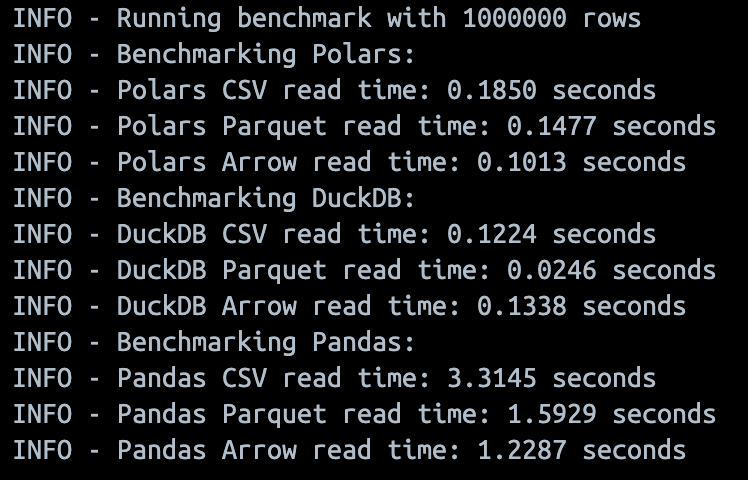 INFO - Running benchmark with 1000000 rows
INFO - Benchmarking Polars:
INFO - Polars CSV read time: 0.1850 seconds
INFO - Polars Parquet read time: 0.1477 seconds
INFO - Polars Arrow read time: 0.1013 seconds
INFO - Benchmarking DuckDB:
INFO - DuckDB CSV read time: 0.1224 seconds
INFO - DuckDB Parquet read time: 0.0246 seconds
INFO - DuckDB Arrow read time: 0.1338 seconds
INFO - Benchmarking Pandas:
INFO - Pandas CSV read time: 3.3145 seconds
INFO - Pandas Parquet read time: 1.5929 seconds
INFO - Pandas Arrow read time: 1.2287 seconds